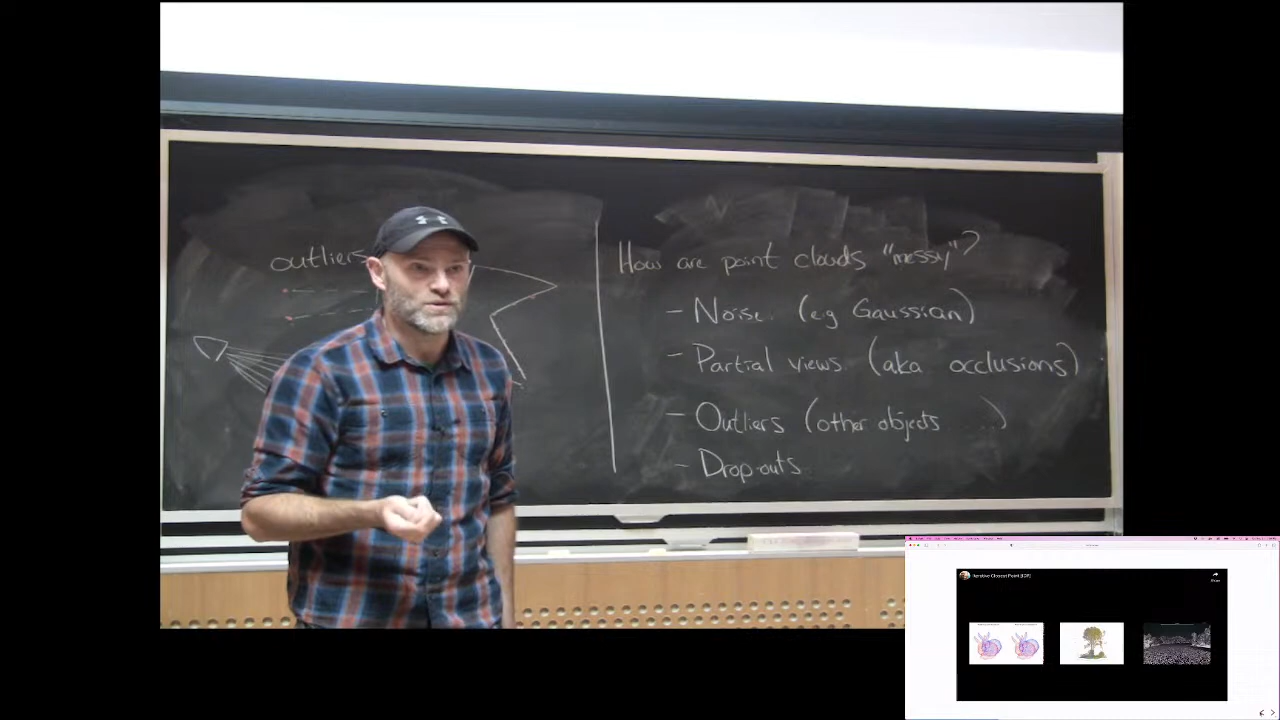 outliers
How are point clouds "messy"?
- Noise. (e.g Gaussian)
- Partial views (aka occlusions)
- Outliers (other objects ...)
- Drop-outs
Iterative Closest Point (ICP)